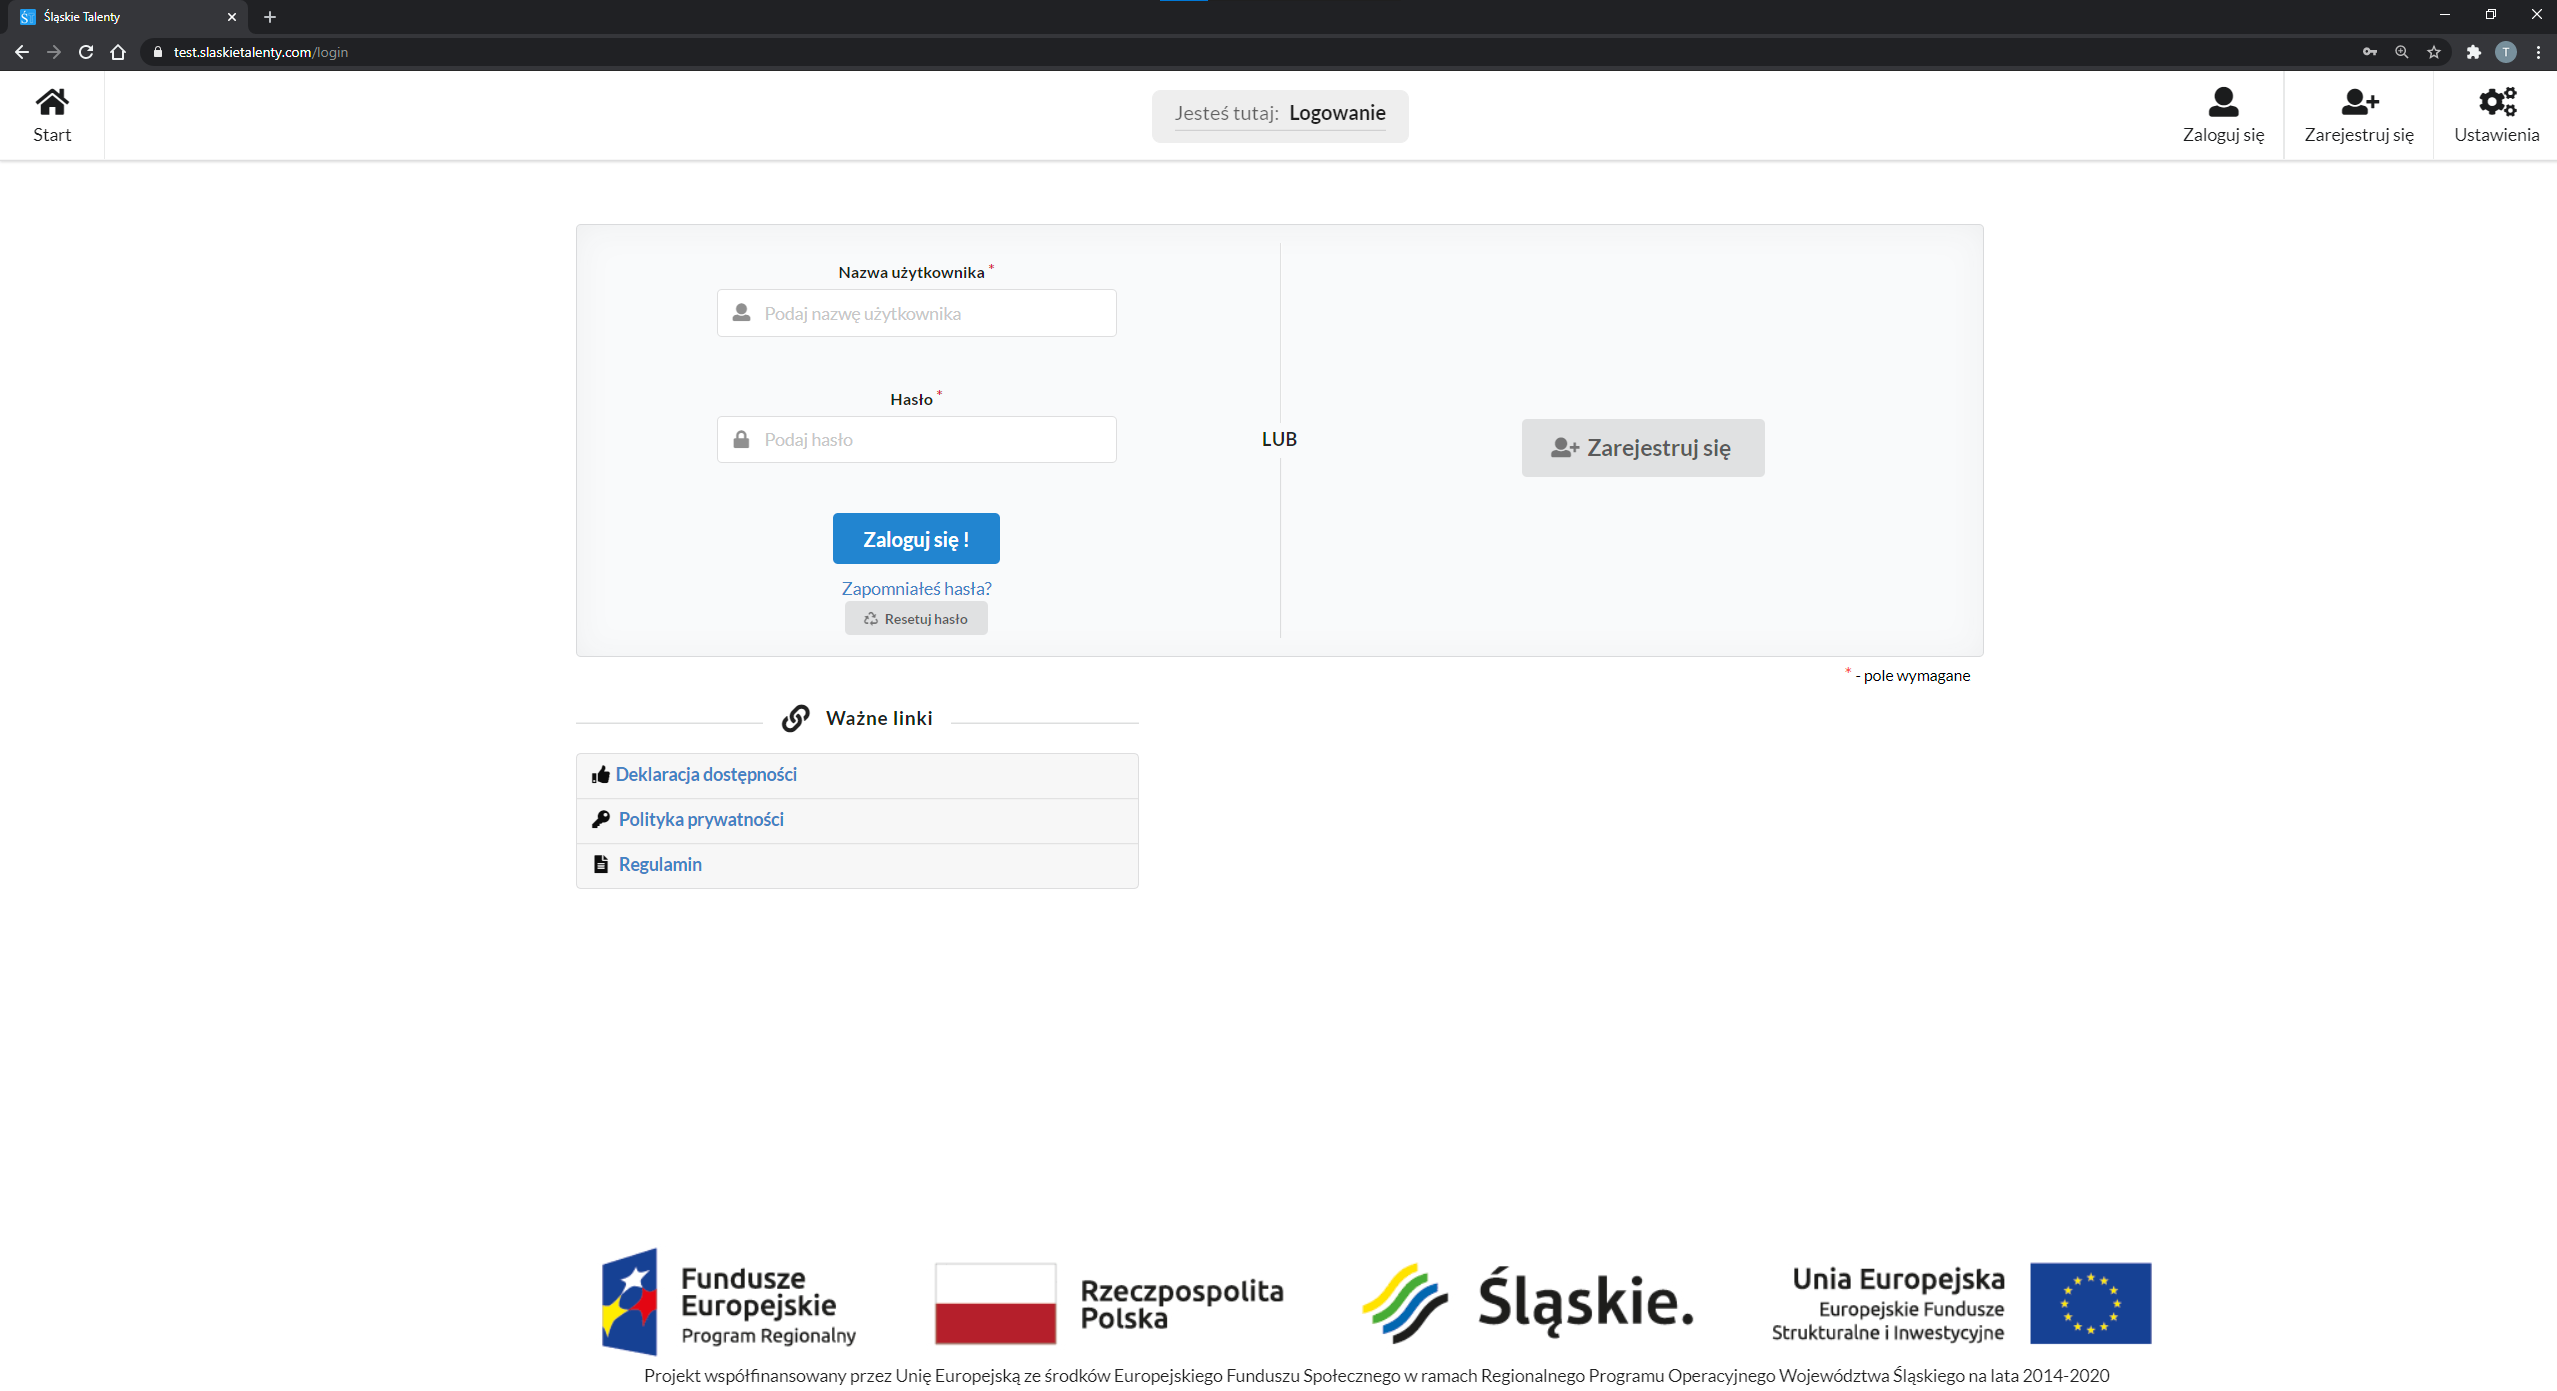 Śląskie Talenty
test.slaskietalenty.com/login
T
Start
Jesteś tutaj: Logowanie
Zaloguj się
Zarejestruj się
Ustawienia
Nazwa użytkownika *
Podaj nazwę użytkownika
Hasło *
Podaj hasło
Zaloguj się !
Zapomniałeś hasła?
Resetuj hasło
LUB
Zarejestruj się
* - pole wymagane
Ważne linki
Deklaracja dostępności
Polityka prywatności
Regulamin
Fundusze
Europejskie
Program Regionalny
Rzeczpospolita
Polska
Śląskie.
Unia Europejska
Europejskie Fundusze
Strukturalne i Inwestycyjne
Projekt współfinansowany przez Unię Europejską ze środków Europejskiego Funduszu Społecznego w ramach Regionalnego Programu Operacyjnego Województwa Śląskiego na lata 2014-2020